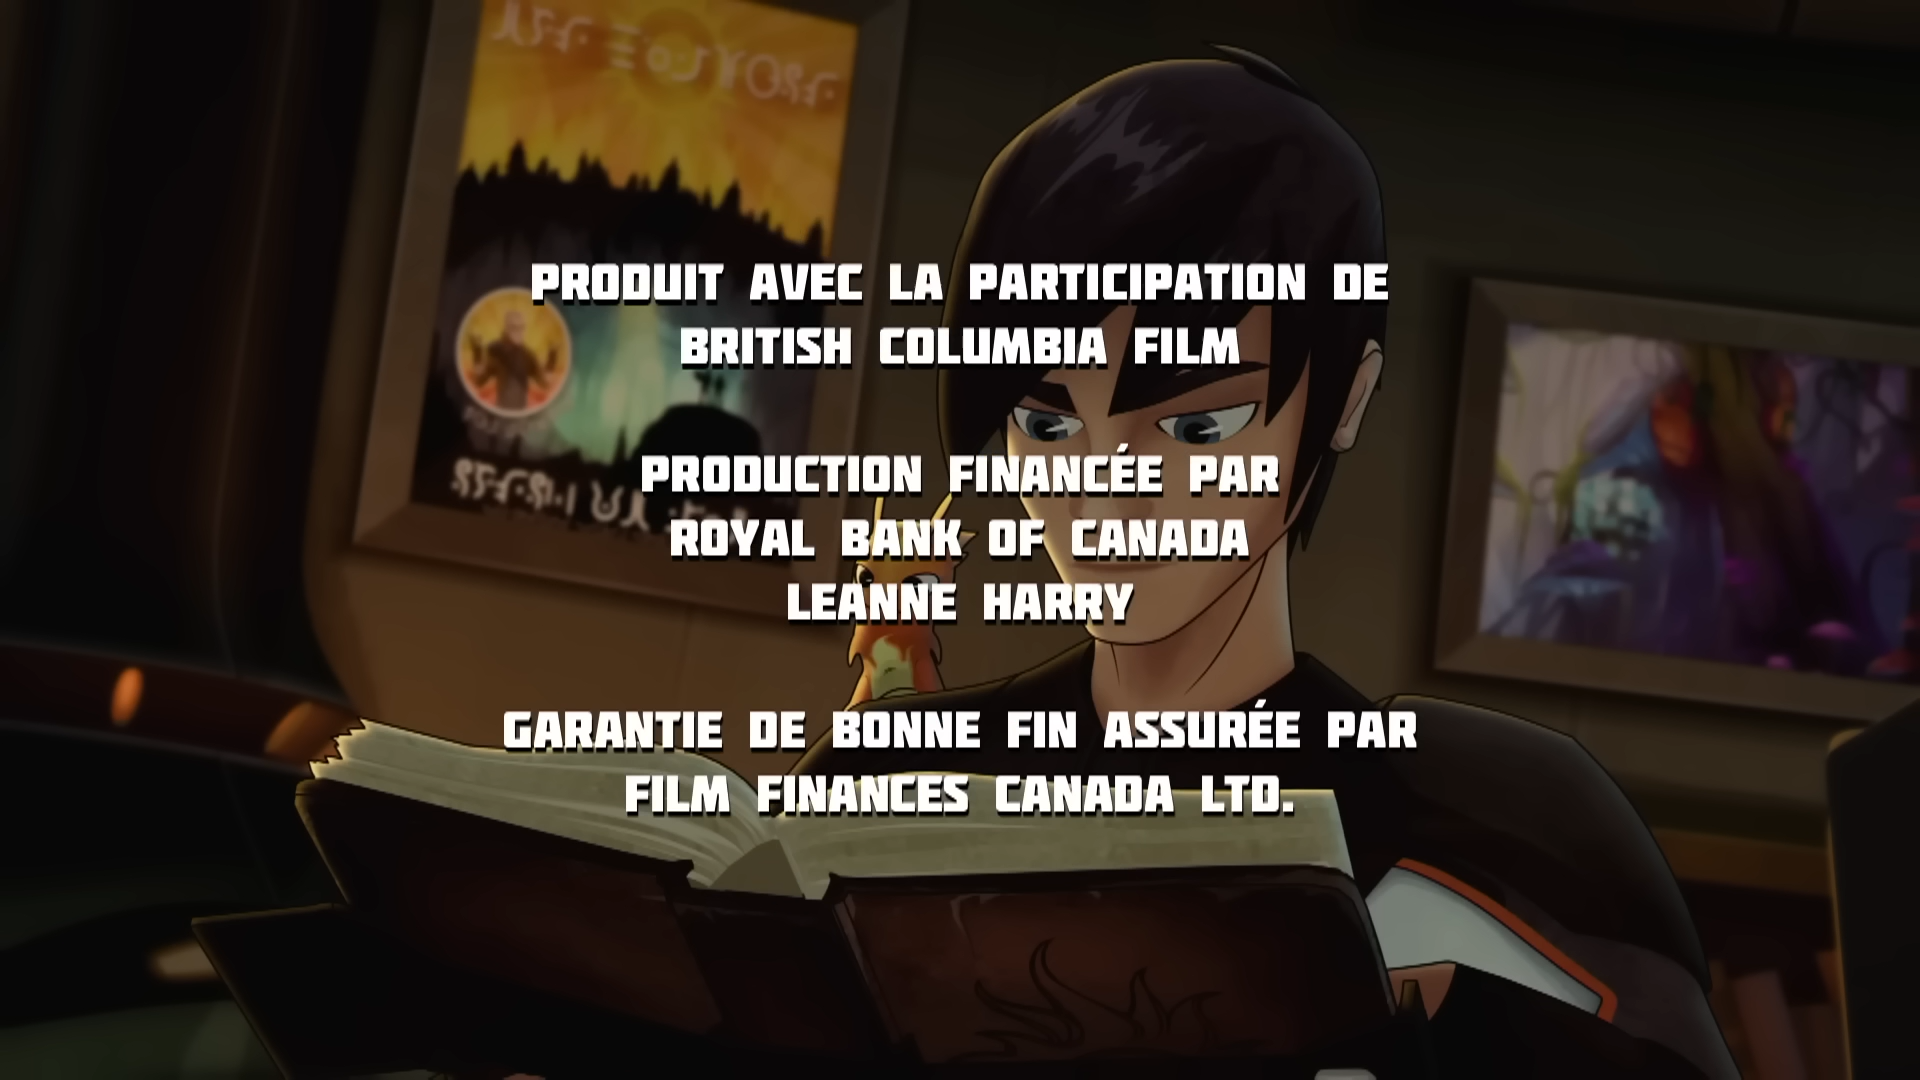 PRODUIT AVEC LA PARTICIPATION DE
BRITISH COLUMBIA FILM
PRODUCTION FINANCÉE PAR
ROYAL BANK OF CANADA
LEANNE HARRY
GARANTIE DE BONNE FIN ASSURÉE PAR
FILM FINANCES CANADA LTD.